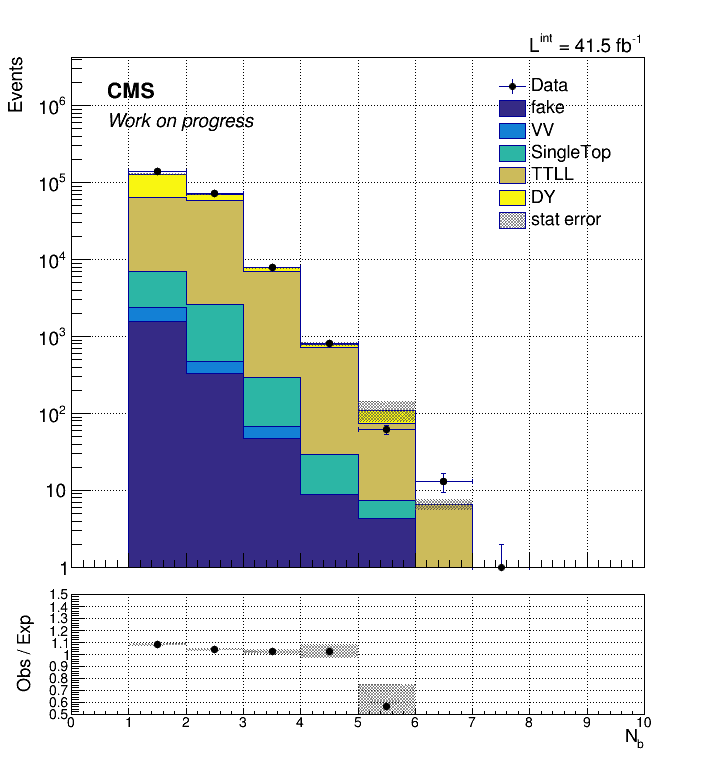 L^int = 41.5 fb^-1
Events
CMS
Work on progress
Data
fake
VV
SingleTop
TTLL
DY
stat error
10^6
10^5
10^4
10^3
10^2
10
1
Obs / Exp
1.5
1.4
1.3
1.2
1.1
1
0.9
0.8
0.7
0.6
0.5
0 1 2 3 4 5 6 7 8 9 10
N_b